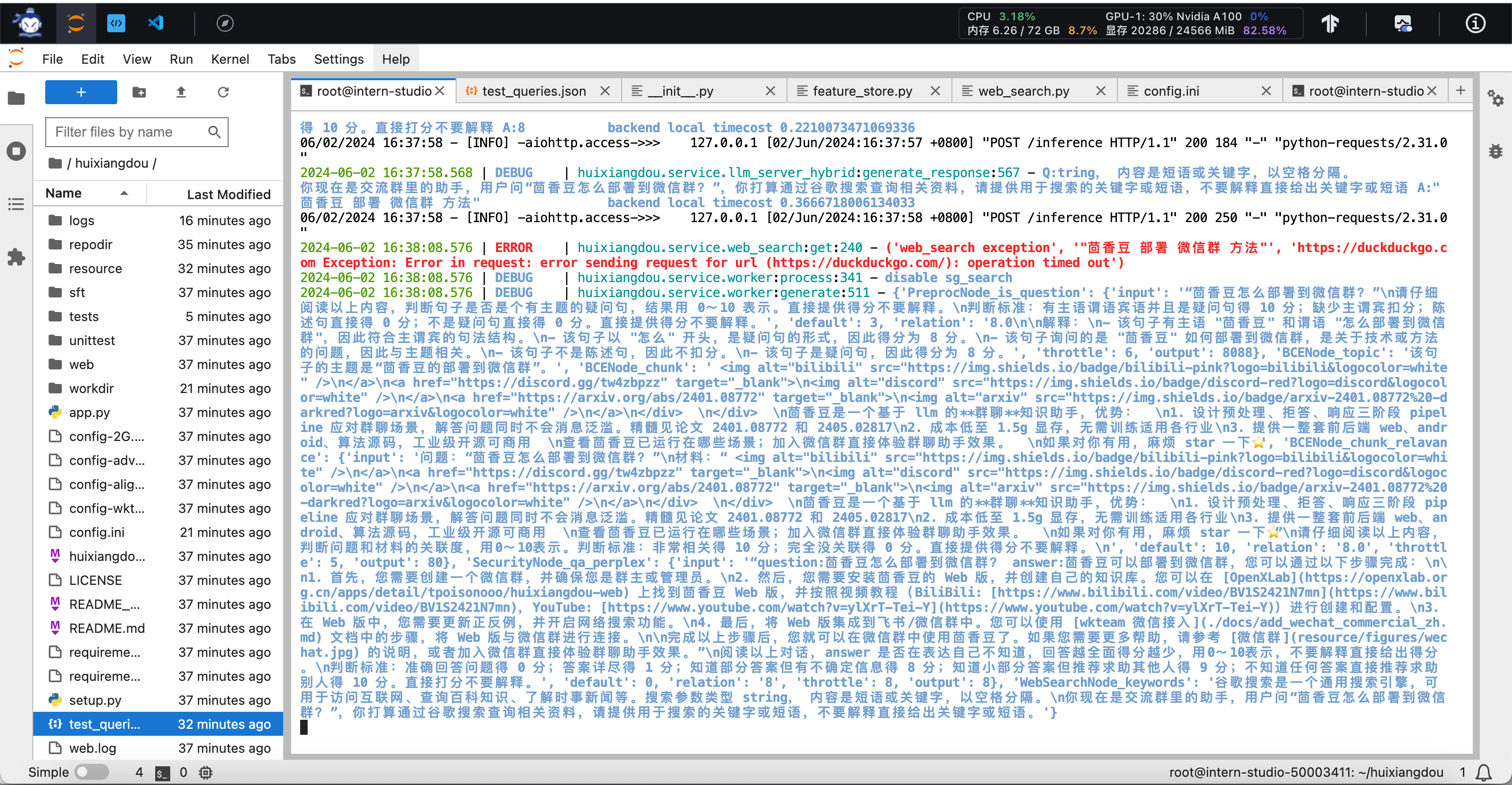 CPU 3.18% GPU-1: 30% Nvidia A100 0%
内存 6.26 / 72 GB 8.7% 显存 20286 / 24566 MiB 82.58%
File Edit View Run Kernel Tabs Settings Help
root@intern-studio test_queries.json __init__.py feature_store.py web_search.py config.ini root@intern-studio
Filter files by name
/ huixiangdou /
Name Last Modified
logs 16 minutes ago
repodir 35 minutes ago
resource 32 minutes ago
sft 37 minutes ago
tests 5 minutes ago
unittest 37 minutes ago
web 37 minutes ago
workdir 21 minutes ago
app.py 37 minutes ago
config-2G.... 37 minutes ago
config-adv... 37 minutes ago
config-alig... 37 minutes ago
config-wkt... 37 minutes ago
config.ini 21 minutes ago
huixiangdo... 37 minutes ago
LICENSE 37 minutes ago
README_... 37 minutes ago
README.md 37 minutes ago
requireme... 37 minutes ago
requireme... 37 minutes ago
setup.py 37 minutes ago
test_queri... 32 minutes ago
web.log 37 minutes ago
得 10 分。直接打分不要解释 A:8 backend local timecost 0.2210073471069336
06/02/2024 16:37:58 - [INFO] -aiohttp.access->>> 127.0.0.1 [02/Jun/2024:16:37:57 +0800] "POST /inference HTTP/1.1" 200 184 "-" "python-requests/2.31.0
"
2024-06-02 16:37:58.568 | DEBUG | huixiangdou.service.llm_server_hybrid:generate_response:567 - Q:tring, 内容是短语或关键字，以空格分隔。
你现在是交流群里的助手，用户问“茴香豆怎么部署到微信群？”，你打算通过谷歌搜索查询相关资料，请提供用于搜索的关键字或短语，不要解释直接给出关键字或短语 A:"
茴香豆 部署 微信群 方法" backend local timecost 0.3666718006134033
06/02/2024 16:37:58 - [INFO] -aiohttp.access->>> 127.0.0.1 [02/Jun/2024:16:37:58 +0800] "POST /inference HTTP/1.1" 200 250 "-" "python-requests/2.31.0
"
2024-06-02 16:38:08.576 | ERROR | huixiangdou.service.web_search:get:240 - ('web_search exception', '"茴香豆 部署 微信群 方法"', 'https://duckduckgo.c
om Exception: Error in request: error sending request for url (https://duckduckgo.com/): operation timed out')
2024-06-02 16:38:08.576 | DEBUG | huixiangdou.service.worker:process:341 - disable sg_search
2024-06-02 16:38:08.576 | DEBUG | huixiangdou.service.worker:generate:511 - {'PreprocNode_is_question': {'input': '“茴香豆怎么部署到微信群？”\n请仔细
阅读以上内容，判断句子是否是个有主题的疑问句，结果用 0～10 表示。直接提供得分不要解释。\n判断标准：有主语谓语宾语并且是疑问句得 10 分；缺少主谓宾扣分；陈
述句直接得 0 分；不是疑问句直接得 0 分。直接提供得分不要解释。', 'default': 3, 'relation': '8.0\n\n解释：\n- 该句子有主语 "茴香豆" 和谓语 "怎么部署到微信
群"，因此符合主谓宾的句法结构。\n- 该句子以 "怎么" 开头，是疑问句的形式，因此得分为 8 分。\n- 该句子询问的是 "茴香豆" 如何部署到微信群，是关于技术或方法
的问题，因此与主题相关。\n- 该句子不是陈述句，因此不扣分。\n- 该句子是疑问句，因此得分为 8 分。', 'throttle': 6, 'output': 8088}, 'BCENode_topic': '该句
子的主题是“茴香豆的部署到微信群”。', 'BCENode_chunk': ' <img alt="bilibili" src="https://img.shields.io/badge/bilibili-pink?logo=bilibili&logocolor=white
" />\n</a>\n<a href="https://discord.gg/tw4zbpzz" target="_blank">\n<img alt="discord" src="https://img.shields.io/badge/discord-red?logo=discord&logocol
or=white" />\n</a>\n<a href="https://arxiv.org/abs/2401.08772" target="_blank">\n<img alt="arxiv" src="https://img.shields.io/badge/arxiv-2401.08772%20-d
arkred?logo=arxiv&logocolor=white" />\n</a>\n</div> \n</div> \n茴香豆是一个基于 llm 的**群聊**知识助手，优势： \n1. 设计预处理、拒答、响应三阶段 pipel
ine 应对群聊场景，解答问题同时不会消息泛滥。精髓见论文 2401.08772 和 2405.02817\n2. 成本低至 1.5g 显存，无需训练适用各行业\n3. 提供一整套前后端 web、andr
oid、算法源码，工业级开源可商用 \n查看茴香豆已运行在哪些场景；加入微信群直接体验群聊助手效果。 \n如果对你有用，麻烦 star 一下⭐', 'BCENode_chunk_relava
nce': {'input': '问题：“茴香豆怎么部署到微信群？”\n材料：“ <img alt="bilibili" src="https://img.shields.io/badge/bilibili-pink?logo=bilibili&logocolor=whi
te" />\n</a>\n<a href="https://discord.gg/tw4zbpzz" target="_blank">\n<img alt="discord" src="https://img.shields.io/badge/discord-red?logo=discord&logoc
olor=white" />\n</a>\n<a href="https://arxiv.org/abs/2401.08772" target="_blank">\n<img alt="arxiv" src="https://img.shields.io/badge/arxiv-2401.08772%20
-darkred?logo=arxiv&logocolor=white" />\n</a>\n</div> \n</div> \n茴香豆是一个基于 llm 的**群聊**知识助手，优势： \n1. 设计预处理、拒答、响应三阶段 pip
eline 应对群聊场景，解答问题同时不会消息泛滥。精髓见论文 2401.08772 和 2405.02817\n2. 成本低至 1.5g 显存，无需训练适用各行业\n3. 提供一整套前后端 web、an
droid、算法源码，工业级开源可商用 \n查看茴香豆已运行在哪些场景；加入微信群直接体验群聊助手效果。 \n如果对你有用，麻烦 star 一下⭐”\n请仔细阅读以上内容，
判断问题和材料的关联度，用0～10表示。判断标准：非常相关得 10 分；完全没关联得 0 分。直接提供得分不要解释。\n', 'default': 10, 'relation': '8.0', 'throttl
e': 5, 'output': 80}, 'SecurityNode_qa_perplex': {'input': '“question:茴香豆怎么部署到微信群？ answer:茴香豆可以部署到微信群，您可以通过以下步骤完成：\n\
n1. 首先，您需要创建一个微信群，并确保您是群主或管理员。\n2. 然后，您需要安装茴香豆的 Web 版，并创建自己的知识库。您可以在 [OpenXLab](https://openxlab.or
g.cn/apps/detail/tpoisonooo/huixiangdou-web) 上找到茴香豆 Web 版，并按照视频教程 (BiliBili: [https://www.bilibili.com/video/BV1S2421N7mn](https://www.bil
ibili.com/video/BV1S2421N7mn), YouTube: [https://www.youtube.com/watch?v=ylXrT-Tei-Y](https://www.youtube.com/watch?v=ylXrT-Tei-Y)) 进行创建和配置。\n3.
在 Web 版中，您需要更新正反例，并开启网络搜索功能。\n4. 最后，将 Web 版集成到飞书/微信群中。您可以使用 [wkteam 微信接入](./docs/add_wechat_commercial_zh.
md) 文档中的步骤，将 Web 版与微信群进行连接。\n\n完成以上步骤后，您就可以在微信群中使用茴香豆了。如果您需要更多帮助，请参考 [微信群](resource/figures/wec
hat.jpg) 的说明，或者加入微信群直接体验群聊助手效果。”\n阅读以上对话，answer 是否在表达自己不知道，回答越全面得分越少，用0～10表示，不要解释直接给出得分
。\n判断标准：准确回答问题得 0 分；答案详尽得 1 分；知道部分答案但有不确定信息得 8 分；知道小部分答案但推荐求助其他人得 9 分；不知道任何答案直接推荐求助
别人得 10 分。直接打分不要解释。', 'default': 0, 'relation': '8', 'throttle': 8, 'output': 8}, 'WebSearchNode_keywords': '谷歌搜索是一个通用搜索引擎，可
用于访问互联网、查询百科知识、了解时事新闻等。搜索参数类型 string， 内容是短语或关键字，以空格分隔。\n你现在是交流群里的助手，用户问“茴香豆怎么部署到微信
群？”，你打算通过谷歌搜索查询相关资料，请提供用于搜索的关键字或短语，不要解释直接给出关键字或短语。'}
Simple 4 0 root@intern-studio-50003411: ~/huixiangdou 1